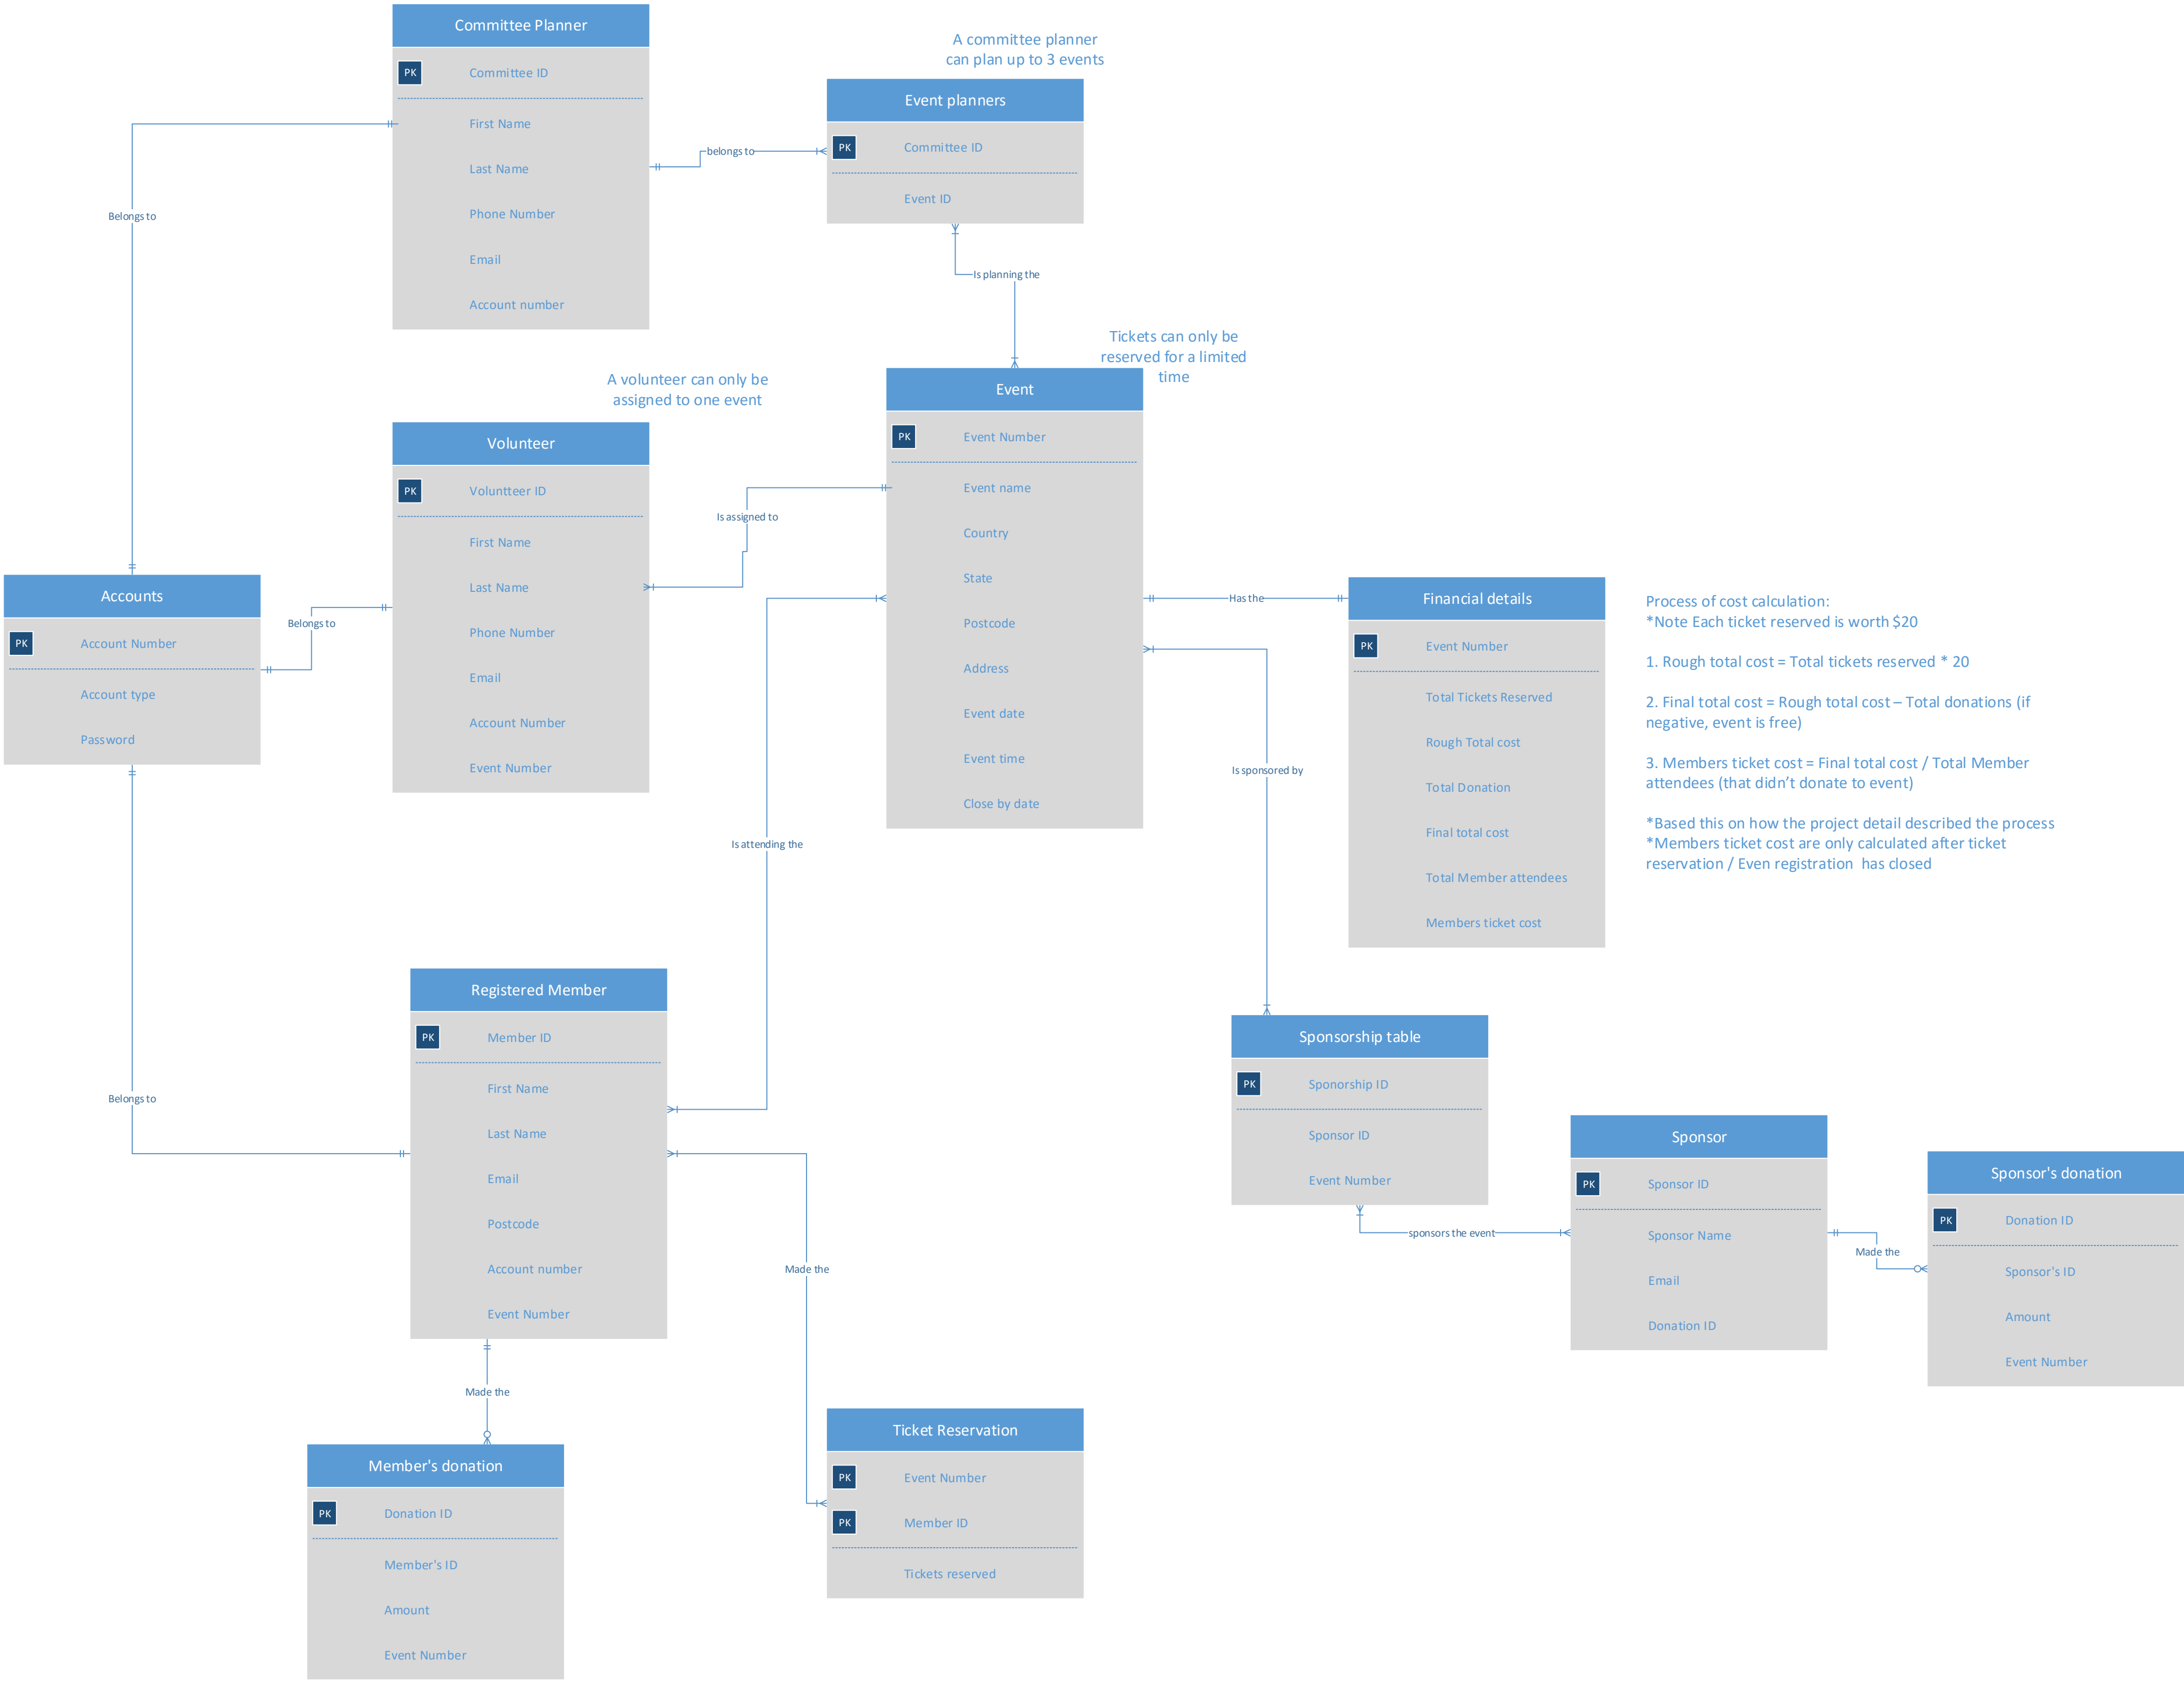 Committee Planner
PK
Committee ID
First Name
Last Name
Phone Number
Email
Account number
A committee planner
can plan up to 3 events
Event planners
PK
Committee ID
Event ID
belongs to
Belongs to
Is planning the
Tickets can only be
reserved for a limited
time
A volunteer can only be
assigned to one event
Volunteer
PK
Voluntteer ID
First Name
Last Name
Phone Number
Email
Account Number
Event Number
Is assigned to
Event
PK
Event Number
Event name
Country
State
Postcode
Address
Event date
Event time
Close by date
Accounts
PK
Account Number
Account type
Password
Belongs to
Has the
Financial details
PK
Event Number
Total Tickets Reserved
Rough Total cost
Total Donation
Final total cost
Total Member attendees
Members ticket cost
Process of cost calculation:
*Note Each ticket reserved is worth $20
1. Rough total cost = Total tickets reserved * 20
2. Final total cost = Rough total cost – Total donations (if
negative, event is free)
3. Members ticket cost = Final total cost / Total Member
attendees (that didn’t donate to event)
*Based this on how the project detail described the process
*Members ticket cost are only calculated after ticket
reservation / Even registration has closed
Is sponsored by
Is attending the
Belongs to
Registered Member
PK
Member ID
First Name
Last Name
Email
Postcode
Account number
Event Number
Sponsorship table
PK
Sponorship ID
Sponsor ID
Event Number
sponsors the event
Sponsor
PK
Sponsor ID
Sponsor Name
Email
Donation ID
Made the
Sponsor's donation
PK
Donation ID
Sponsor's ID
Amount
Event Number
Made the
Made the
Member's donation
PK
Donation ID
Member's ID
Amount
Event Number
Ticket Reservation
PK
Event Number
PK
Member ID
Tickets reserved